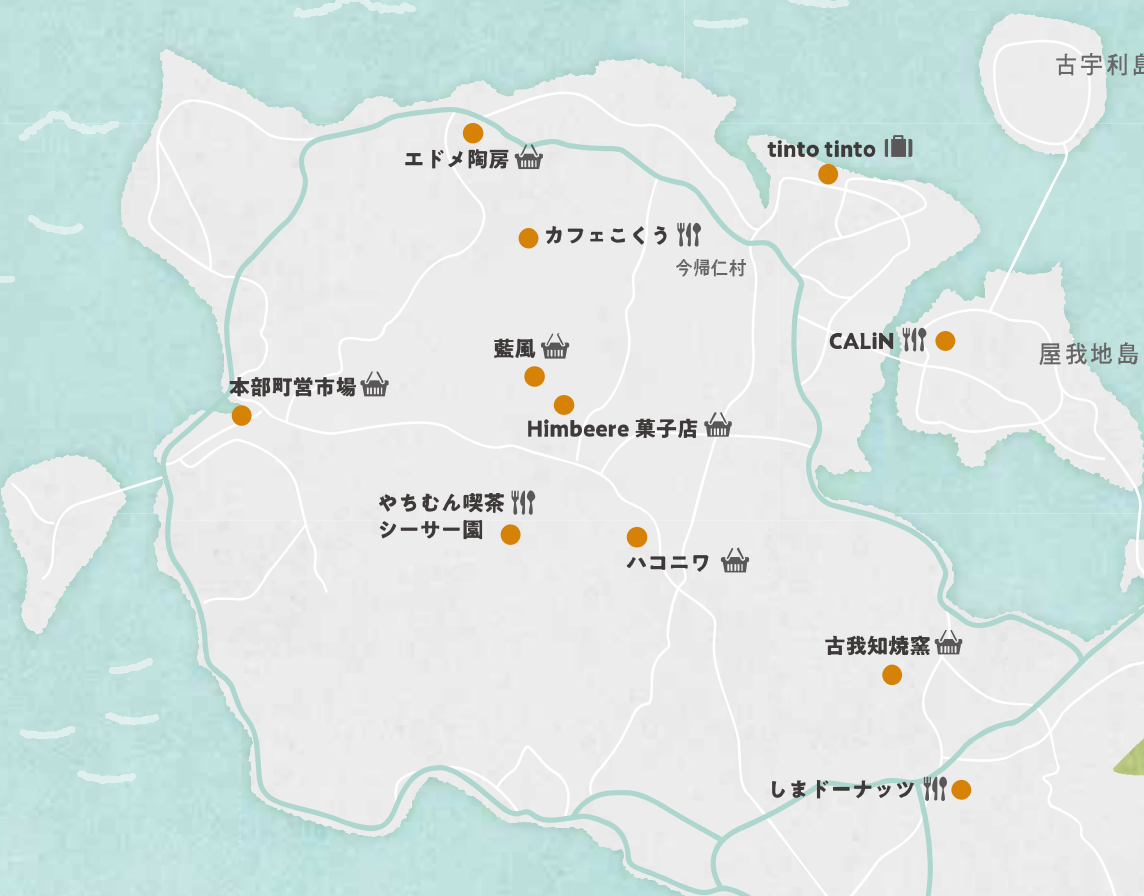 古宇利島
tinto tinto
エドメ陶房
カフェこくう
今帰仁村
CALiN
屋我地島
藍風
本部町営市場
Himbeere 菓子店
やちむん喫茶
シーサー園
ハコニワ
古我知焼窯
しまドーナッツ